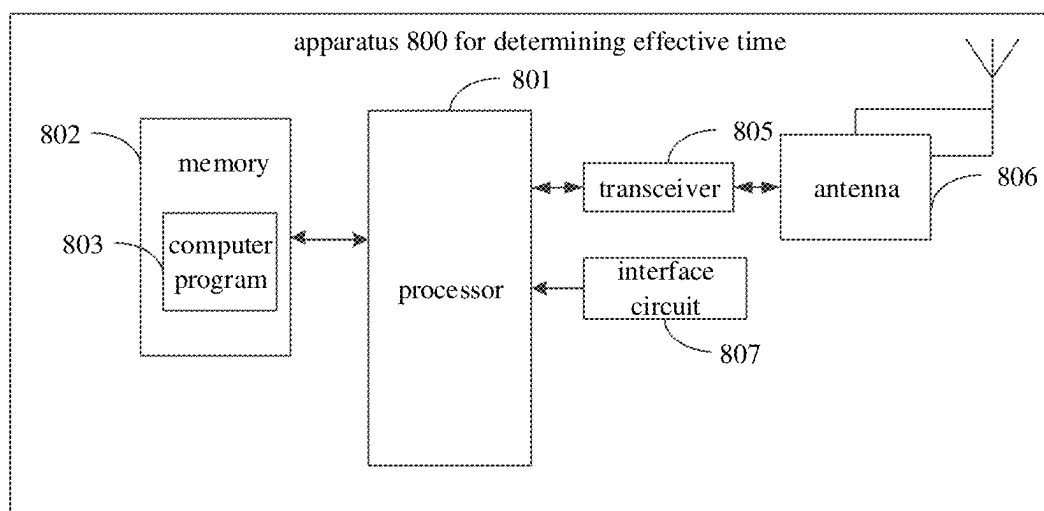 apparatus 800 for determining effective time
801
802
memory
805
transceiver
antenna
806
803
computer
program
processor
interface
circuit
807